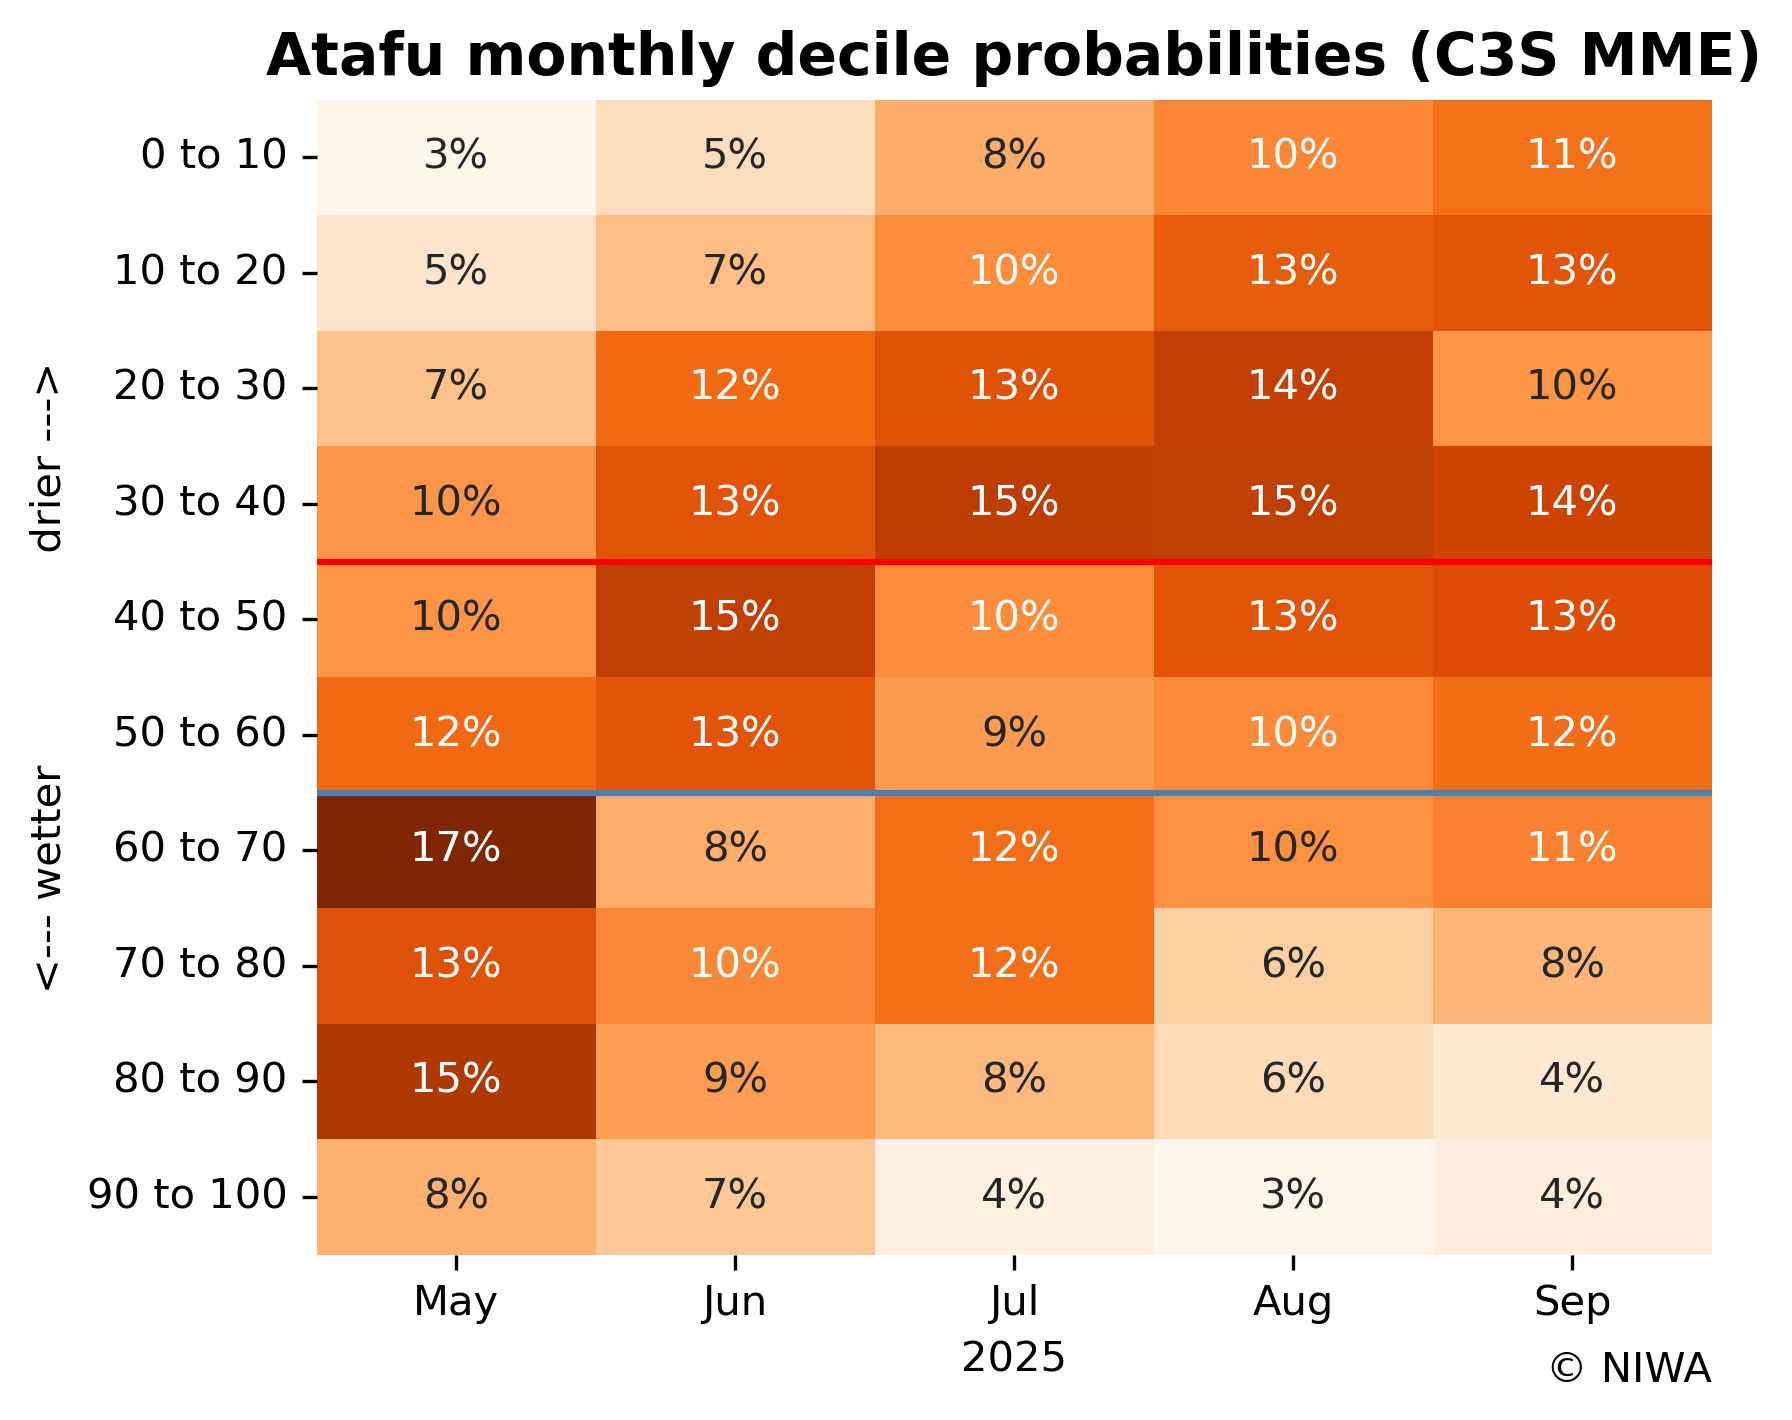 Atafu monthly decile probabilities (C3S MME)
0 to 10 3% 5% 8% 10% 11%
10 to 20 5% 7% 10% 13% 13%
20 to 30 7% 12% 13% 14% 10%
30 to 40 10% 13% 15% 15% 14%
40 to 50 10% 15% 10% 13% 13%
50 to 60 12% 13% 9% 10% 12%
60 to 70 17% 8% 12% 10% 11%
70 to 80 13% 10% 12% 6% 8%
80 to 90 15% 9% 8% 6% 4%
90 to 100 8% 7% 4% 3% 4%
<--- wetter drier --->
May Jun Jul Aug Sep
2025
© NIWA